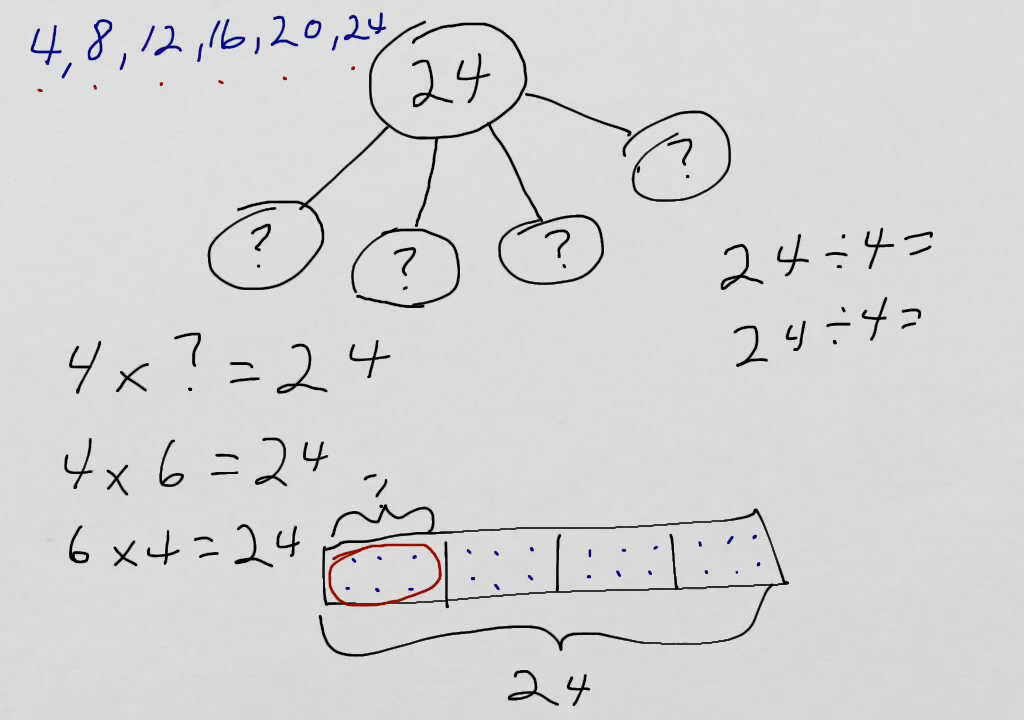 4, 8, 12, 16, 20, 24
24
?
? ? ?
24 ÷ 4 =
24 ÷ 4 =
4 x ? = 24
4 x 6 = 24
6 x 4 = 24
?
24